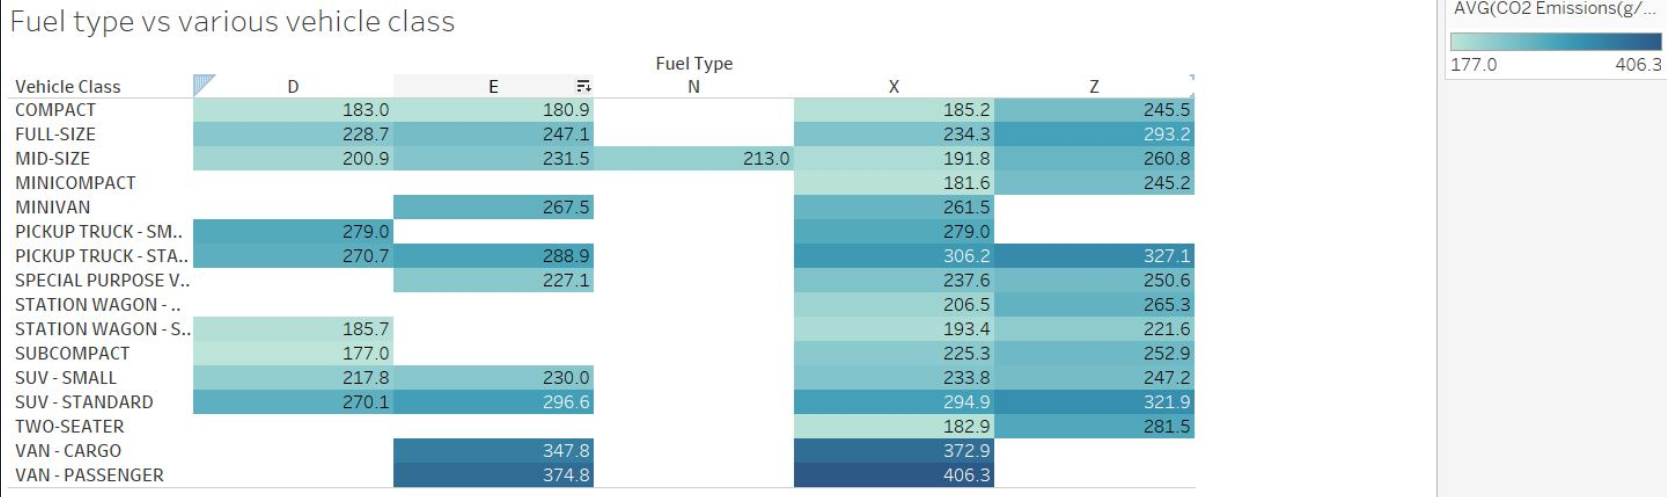 Fuel type vs various vehicle class
AVG(CO2 Emissions(g/...
177.0 406.3
Fuel Type
Vehicle Class D E N X Z
COMPACT 183.0 180.9 185.2 245.5
FULL-SIZE 228.7 247.1 234.3 293.2
MID-SIZE 200.9 231.5 213.0 191.8 260.8
MINICOMPACT 181.6 245.2
MINIVAN 267.5 261.5
PICKUP TRUCK - SM.. 279.0 279.0
PICKUP TRUCK - STA.. 270.7 288.9 306.2 327.1
SPECIAL PURPOSE V.. 227.1 237.6 250.6
STATION WAGON - .. 206.5 265.3
STATION WAGON - S.. 185.7 193.4 221.6
SUBCOMPACT 177.0 225.3 252.9
SUV - SMALL 217.8 230.0 233.8 247.2
SUV - STANDARD 270.1 296.6 294.9 321.9
TWO-SEATER 182.9 281.5
VAN - CARGO 347.8 372.9
VAN - PASSENGER 374.8 406.3